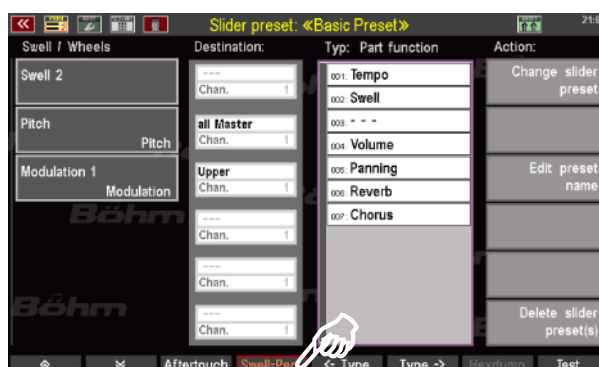 Slider preset: «Basic Preset»
Swell / Wheels
Destination:
Typ: Part function
Action:
Swell 2
---
Chan. 1
Pitch
Pitch
all Master
Chan. 1
Modulation 1
Modulation
Upper
Chan. 1
---
Chan. 1
---
Chan. 1
---
Chan. 1
001: Tempo
002: Swell
003: - - -
004: Volume
005: Panning
006: Reverb
007: Chorus
Change slider
preset
Edit preset
name
Delete slider
preset(s)
Böhm
Böhm
Aftertouch
Swell-Ped
<- Type
Type ->
Hexdump
Test